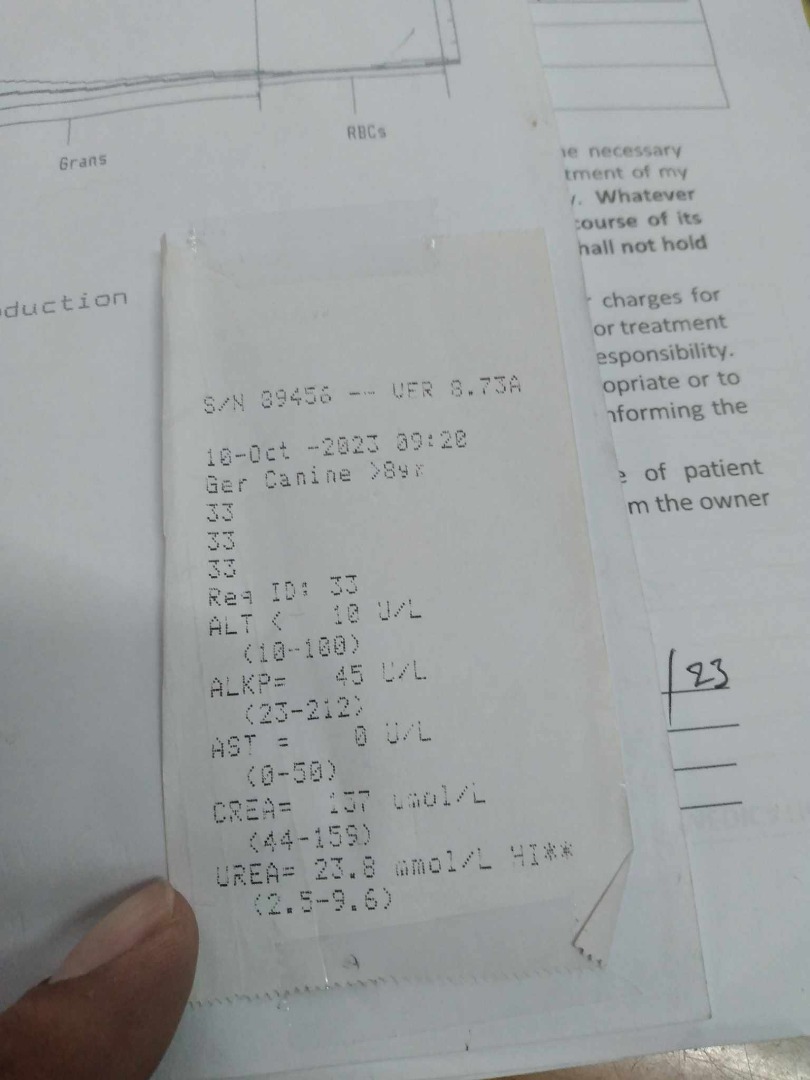 Grans
RBCs
duction
ne necessary
tment of my
y. Whatever
course of its
hall not hold
charges for
or treatment
esponsibility.
opriate or to
nforming the
e of patient
m the owner
S/N 89456 -- VER 8.73A
10-Oct -2023 09:20
Ger Canine >8yr
33
33
33
Req ID: 33
ALT < 10 U/L
(10-100)
ALKP= 45 U/L
(23-212)
AST = 0 U/L
(0-50)
CREA= 137 umol/L
(44-159)
UREA= 23.8 mmol/L HI**
(2.5-9.6)
23